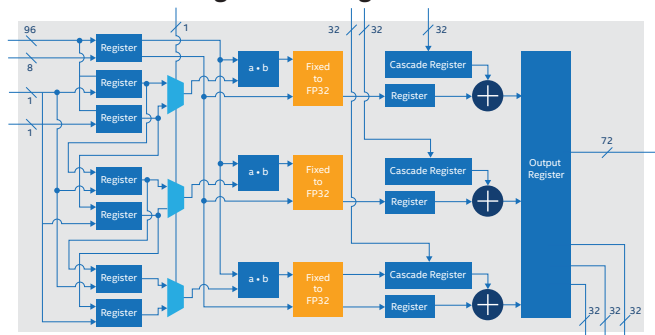 96
8
1
1
1
32
32
32
Register
Register
Register
a • b
Fixed
to
FP32
Cascade Register
Register
+
Register
Register
a • b
Fixed
to
FP32
Cascade Register
Register
+
Output
Register
72
Register
Register
a • b
Fixed
to
FP32
Cascade Register
Register
+
32
32
32